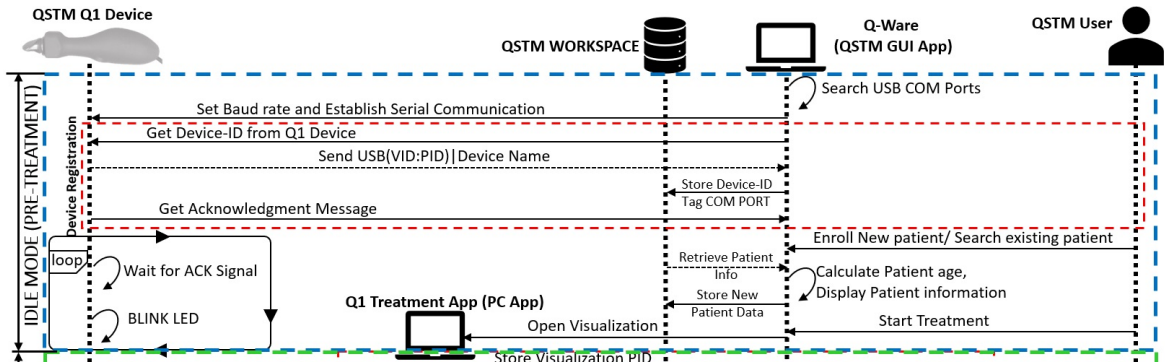 QSTM Q1 Device
QSTM WORKSPACE
Q-Ware
(QSTM GUI App)
QSTM User
IDLE MODE (PRE-TREATMENT)
Device Registration
Search USB COM Ports
Set Baud rate and Establish Serial Communication
Get Device-ID from Q1 Device
Send USB(VID:PID)|Device Name
Store Device-ID
Tag COM PORT
Get Acknowledgment Message
Enroll New patient/ Search existing patient
loop
Wait for ACK Signal
Retrieve Patient
Info
Calculate Patient age,
Display Patient information
Store New
Patient Data
Q1 Treatment App (PC App)
BLINK LED
Open Visualization
Start Treatment
Store Visualization PID